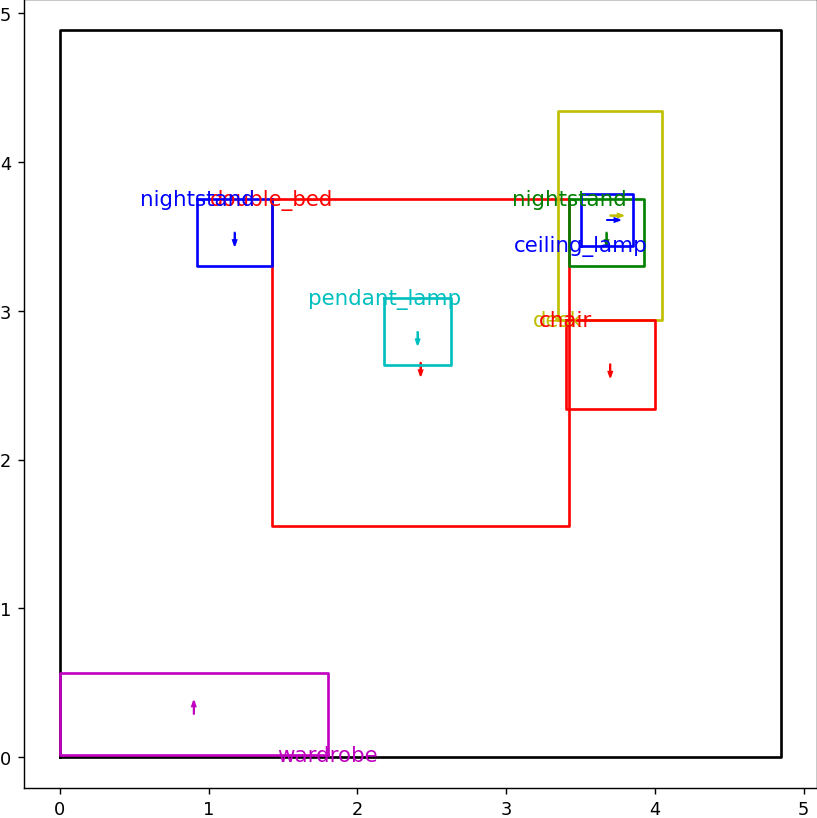 5
4
nightstand
double_bed
nightstand
ceiling_lamp
pendant_lamp
3
desk
chair
2
1
wardrobe
0
0 1 2 3 4 5